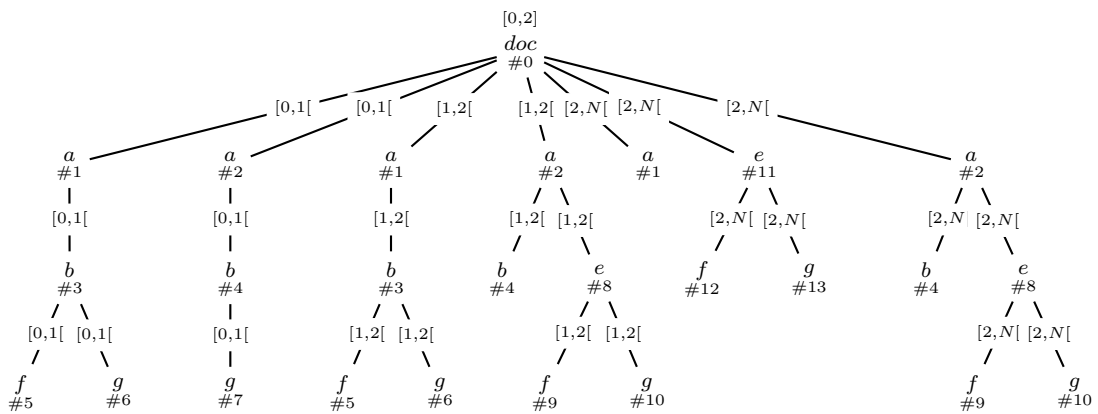 [0,2]
doc
#0
[0,1[ [0,1[ [1,2[ [1,2[ [2,N[ [2,N[ [2,N[
a a a a a e a
#1 #2 #1 #2 #1 #11 #2
[0,1[ [0,1[ [1,2[ [1,2[ [1,2[ [2,N[ [2,N[ [2,N[ [2,N[
b b b b e f g b e
#3 #4 #3 #4 #8 #12 #13 #4 #8
[0,1[ [0,1[ [0,1[ [1,2[ [1,2[ [1,2[ [1,2[ [2,N[ [2,N[
f g g f g f g f g
#5 #6 #7 #5 #6 #9 #10 #9 #10